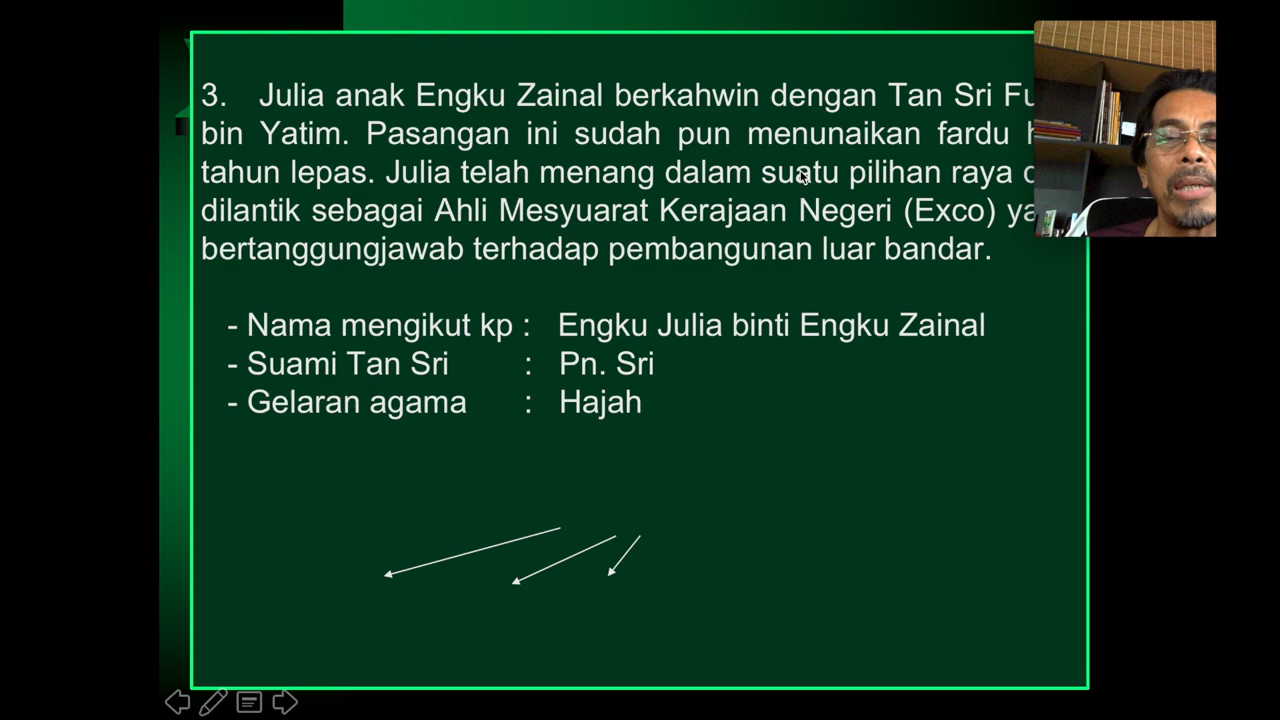 3. Julia anak Engku Zainal berkahwin dengan Tan Sri
bin Yatim. Pasangan ini sudah pun menunaikan fardu
tahun lepas. Julia telah menang dalam suatu pilihan raya
dilantik sebagai Ahli Mesyuarat Kerajaan Negeri (Exco)
bertanggungjawab terhadap pembangunan luar bandar.
- Nama mengikut kp : Engku Julia binti Engku Zainal
- Suami Tan Sri : Pn. Sri
- Gelaran agama : Hajah